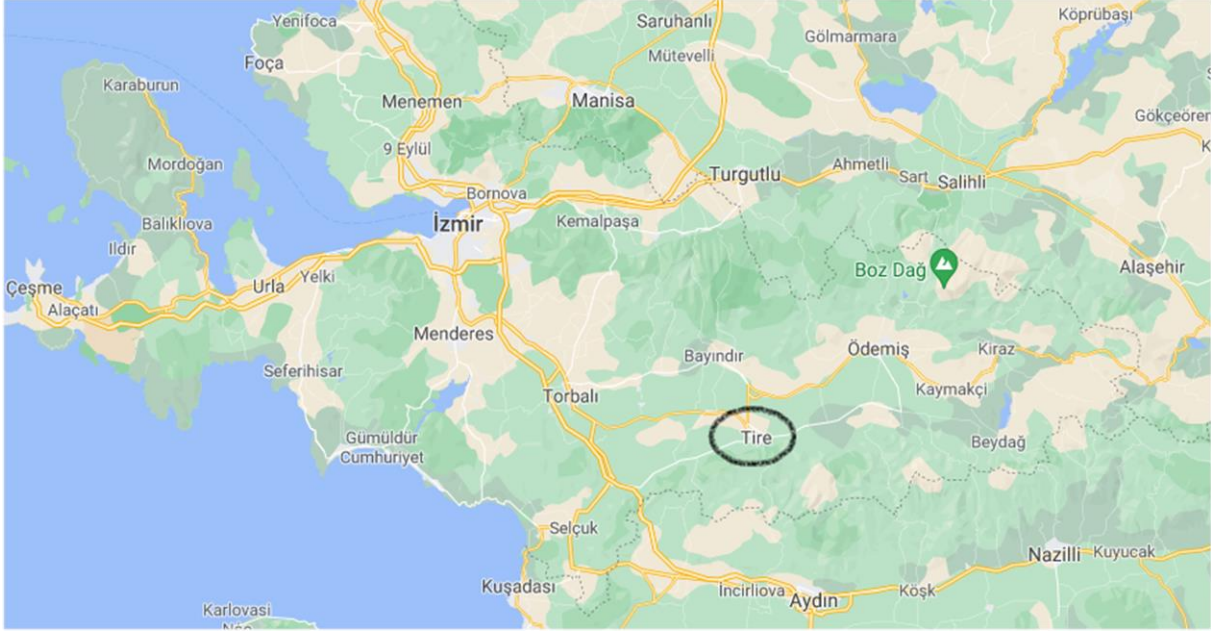 Yenifoca
Saruhanlı
Köprübaşı
Gölmarmara
Foça
Mütevelli
Karaburun
Menemen
Manisa
Gökçeören
9 Eylül
Mordoğan
Turgutlu
Ahmetli
Sart
Salihli
Bornova
Balıklıova
İzmir
Kemalpaşa
Ildır
Boz Dağ
Alaşehir
Çeşme
Urla
Yelki
Alaçatı
Menderes
Bayındır
Ödemiş
Kiraz
Seferihisar
Kaymakçi
Torbalı
Gümüldür
Cumhuriyet
Tire
Beydağ
Selçuk
Nazilli
Kuyucak
Kuşadası
İncirliova
Aydın
Köşk
Karlovasi